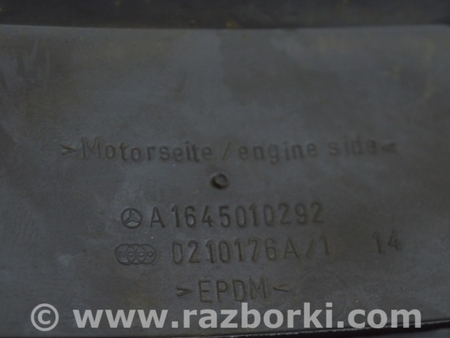 >Motorseite/engine side<
A1645010292
0210176A/1 14
>EPDM<
© www.razborki.com